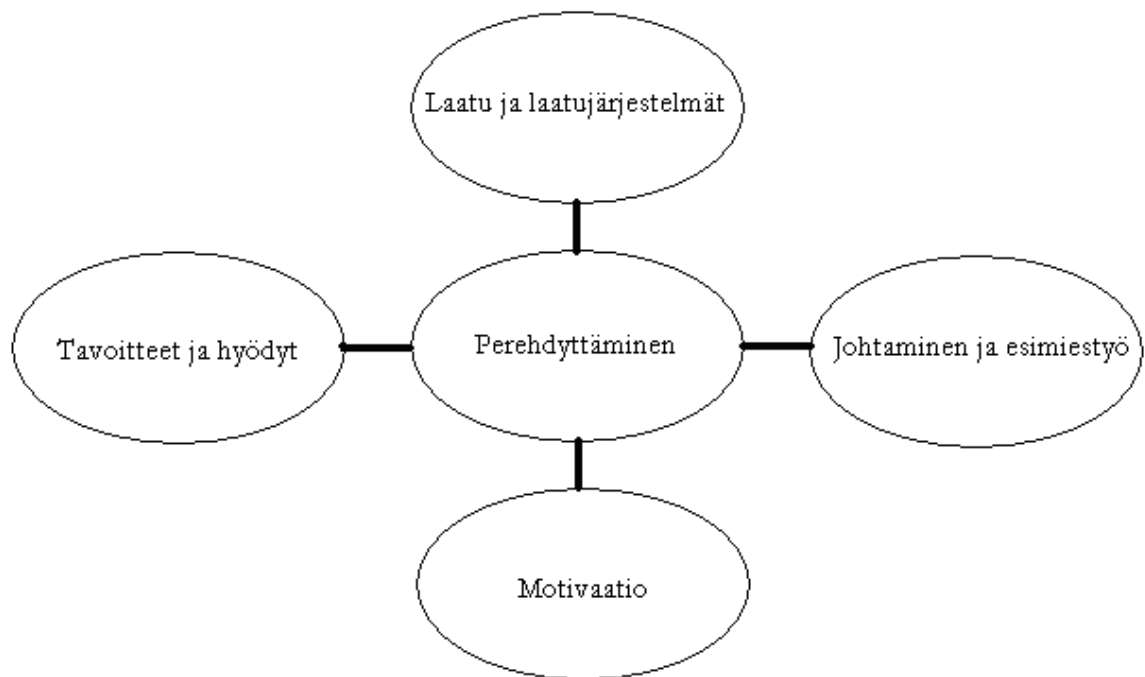 Laatu ja laatujärjestelmät
Tavoitteet ja hyödyt
Perehdyttäminen
Johtaminen ja esimiestyö
Motivaatio